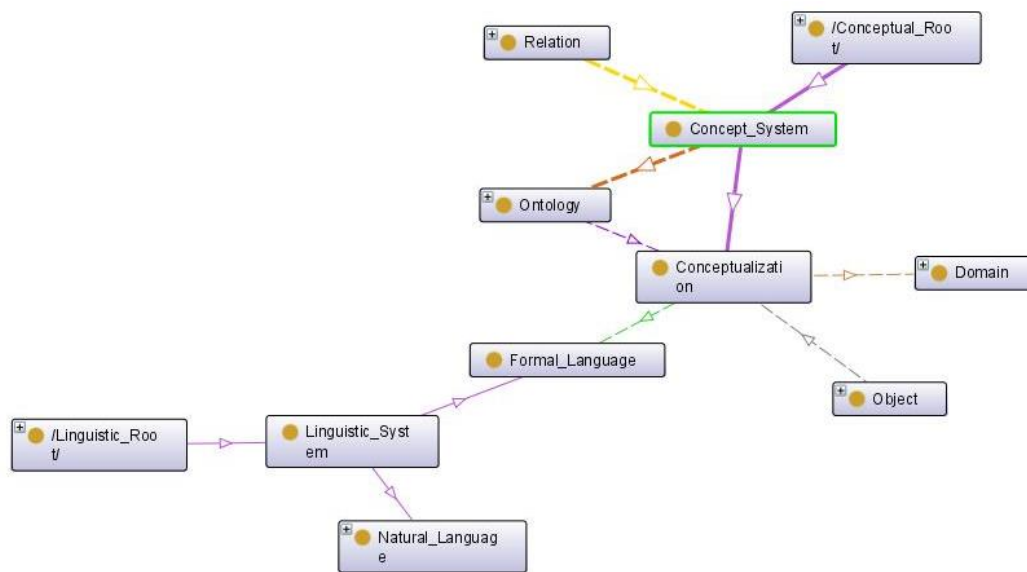 Relation
/Conceptual_Roo
t/
Concept_System
Ontology
Conceptualizati
on
Domain
Formal_Language
Object
/Linguistic_Roo
t/
Linguistic_Syst
em
Natural_Languag
e